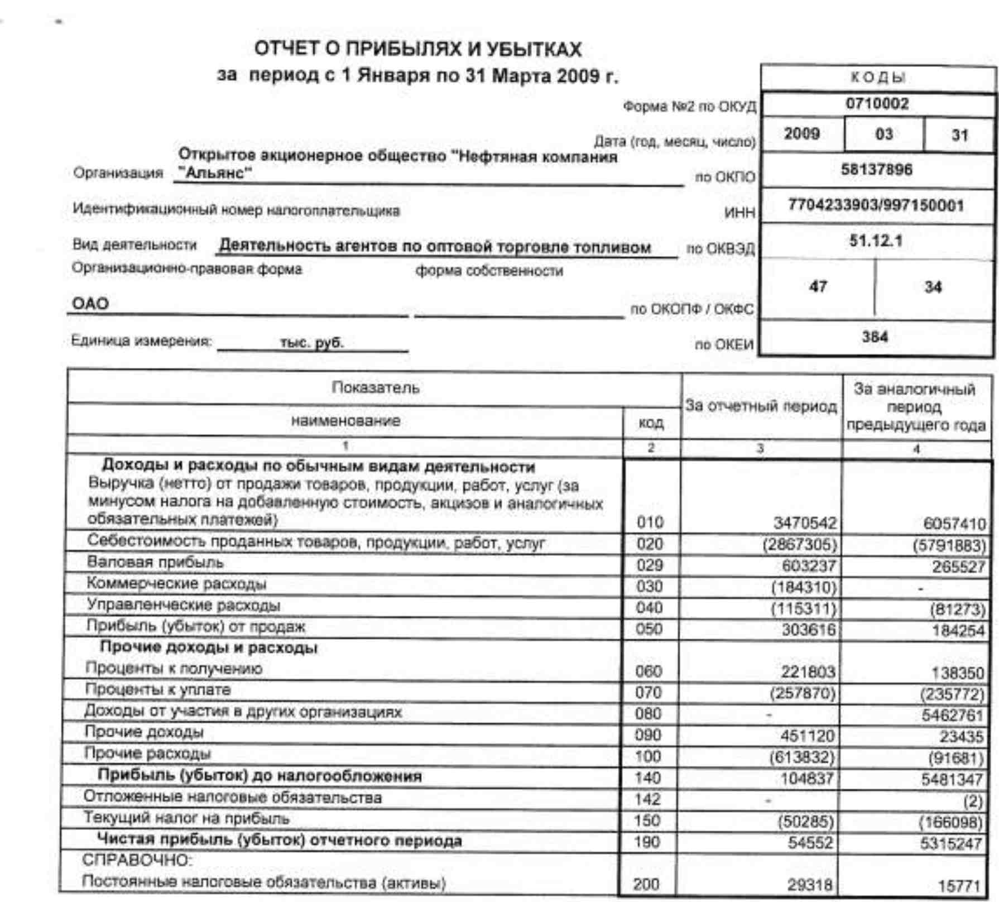 ОТЧЕТ О ПРИБЫЛЯХ И УБЫТКАХ
за период с 1 Января по 31 Марта 2009 г.
КОДЫ
Форма №2 по ОКУД 0710002
Дата (год, месяц, число) 2009 03 31
Открытое акционерное общество "Нефтяная компания
Организация "Альянс" по ОКПО 58137896
Идентификационный номер налогоплательщика ИНН 7704233903/997150001
Вид деятельности Деятельность агентов по оптовой торговле топливом по ОКВЭД 51.12.1
Организационно-правовая форма форма собственности
47 34
ОАО по ОКОПФ / ОКФС
Единица измерения: тыс. руб. по ОКЕИ 384
Показатель За отчетный период За аналогичный
период
предыдущего года
наименование код
1 2 3 4
Доходы и расходы по обычным видам деятельности
Выручка (нетто) от продажи товаров, продукции, работ, услуг (за
минусом налога на добавленную стоимость, акцизов и аналогичных
обязательных платежей) 010 3470542 6057410
Себестоимость проданных товаров, продукции, работ, услуг 020 (2867305) (5791883)
Валовая прибыль 029 603237 265527
Коммерческие расходы 030 (184310) -
Управленческие расходы 040 (115311) (81273)
Прибыль (убыток) от продаж 050 303616 184254
Прочие доходы и расходы
Проценты к получению 060 221803 138350
Проценты к уплате 070 (257870) (235772)
Доходы от участия в других организациях 080 - 5462761
Прочие доходы 090 451120 23435
Прочие расходы 100 (613832) (91681)
Прибыль (убыток) до налогообложения 140 104837 5481347
Отложенные налоговые обязательства 142 - (2)
Текущий налог на прибыль 150 (50285) (166098)
Чистая прибыль (убыток) отчетного периода 190 54552 5315247
СПРАВОЧНО:
Постоянные налоговые обязательства (активы) 200 29318 15771